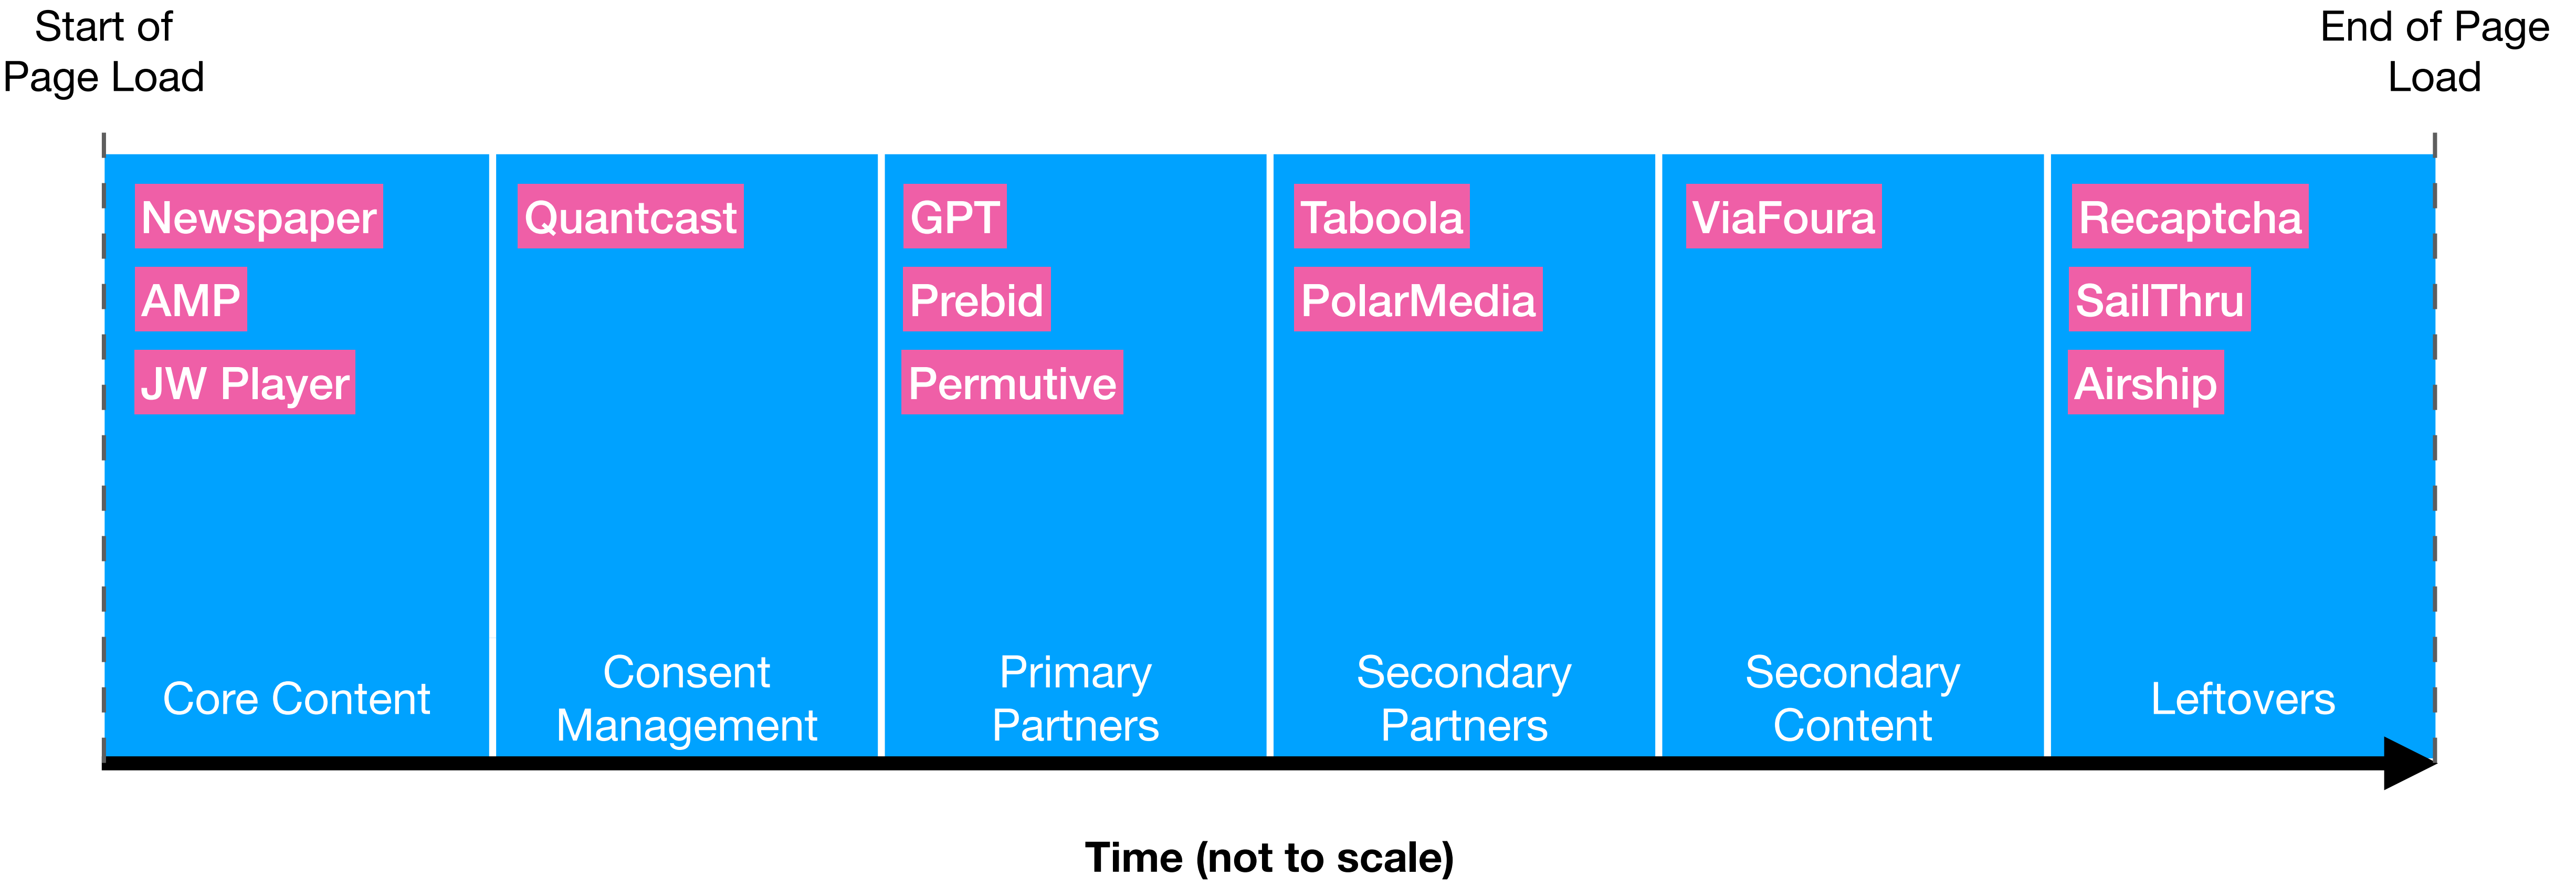 Start of
Page Load
End of Page
Load
Newspaper
AMP
JW Player
Core Content
Quantcast
Consent
Management
GPT
Prebid
Permutive
Primary
Partners
Taboola
PolarMedia
Secondary
Partners
ViaFoura
Secondary
Content
Recaptcha
SailThru
Airship
Leftovers
Time (not to scale)